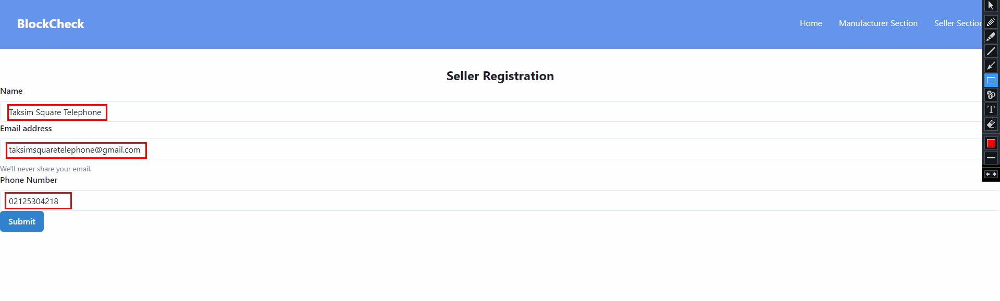 BlockCheck
Home Manufacturer Section Seller Section
Seller Registration
Name
Taksim Square Telephone
Email address
taksimsquaretelephone@gmail.com
We'll never share your email.
Phone Number
02125304218
Submit